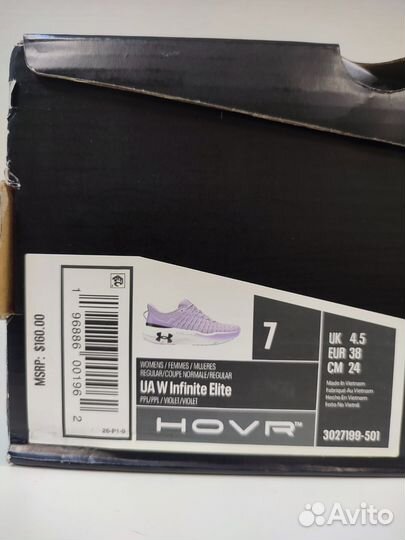 MSRP: $160.00
1 96886 00196 2
26-P1-9
7
UK 4.5
EUR 38
CM 24
WOMENS / FEMMES / MUJERES
REGULAR/COUPE NORMALE/REGULAR
UA W Infinite Elite
PPL/PPL / VIOLET/VIOLET
HOVR™
Made In Vietnam
Fabriqué Au Vietnam
Hecho En Vietnam
3027199-501
Avito